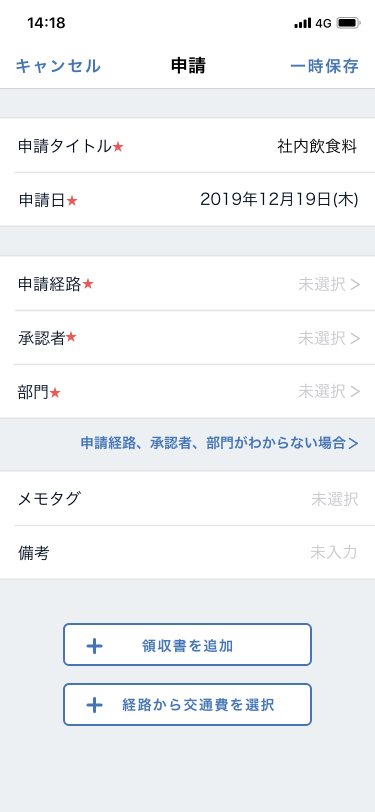 14:18 4G
キャンセル 申請 一時保存
申請タイトル★ 社内飲食料
申請日★ 2019年12月19日(木)
申請経路★ 未選択 >
承認者★ 未選択 >
部門★ 未選択 >
申請経路、承認者、部門がわからない場合>
メモタグ 未選択
備考 未入力
+ 領収書を追加
+ 経路から交通費を選択